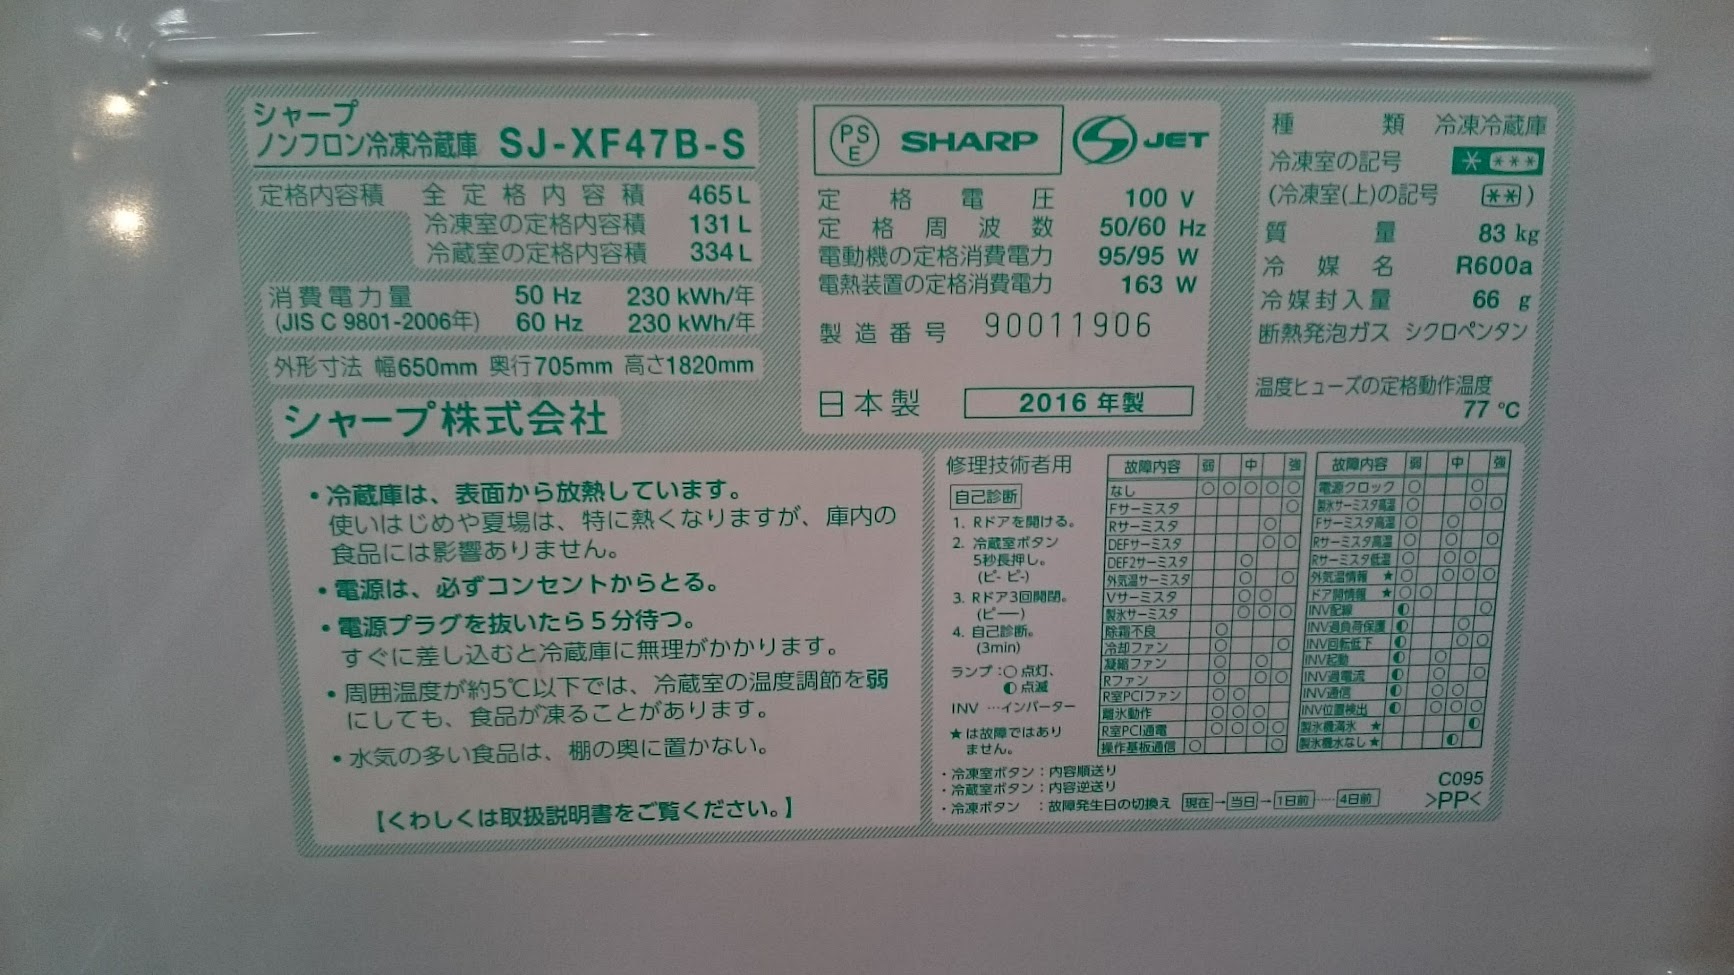 シャープ
ノンフロン冷凍冷蔵庫 SJ-XF47B-S
定格内容積 全定格内容積 465L
冷凍室の定格内容積 131L
冷蔵室の定格内容積 334L
消費電力量 50 Hz 230 kWh/年
(JIS C 9801-2006年) 60 Hz 230 kWh/年
外形寸法 幅650mm 奥行705mm 高さ1820mm
シャープ株式会社
PSE SHARP JET
定格電圧 100 V
定格周波数 50/60 Hz
電動機の定格消費電力 95/95 W
電熱装置の定格消費電力 163 W
製造番号 90011906
日本製 2016年製
種類 冷凍冷蔵庫
冷凍室の記号 * ***
(冷凍室(上)の記号 **)
質量 83 kg
冷媒名 R600a
冷媒封入量 66 g
断熱発泡ガス シクロペンタン
温度ヒューズの定格動作温度
77 ℃
・冷蔵庫は、表面から放熱しています。
使いはじめや夏場は、特に熱くなりますが、庫内の
食品には影響ありません。
・電源は、必ずコンセントからとる。
・電源プラグを抜いたら5分待つ。
すぐに差し込むと冷蔵庫に無理がかかります。
・周囲温度が約5℃以下では、冷蔵室の温度調節を弱
にしても、食品が凍ることがあります。
・水気の多い食品は、棚の奥に置かない。
【くわしくは取扱説明書をご覧ください。】
修理技術者用
自己診断
1. Rドアを開ける。
2. 冷蔵室ボタン
5秒長押し。
(ピ- ピ-)
3. Rドア3回開閉。
(ピ──)
4. 自己診断。
(3min)
ランプ:○点灯、
◐点滅
INV …インバーター
★は故障ではあり
ません。
故障内容 弱 中 強
なし ○ ○ ○ ○ ○
Fサーミスタ ○
Rサーミスタ ○
DEFサーミスタ ○ ○
DEF2サーミスタ ○
外気温サーミスタ ○ ○
Vサーミスタ ○ ○
製氷サーミスタ ○ ○ ○
除霜不良 ○
冷却ファン ○ ○
凝縮ファン ○ ○
Rファン ○ ○ ○
R室PCIファン ○ ○
離氷動作 ○ ○ ○
R室PCI通電 ○ ○ ○ ○
操作基板通信 ○ ○
故障内容 弱 中 強
電源クロック ○ ○
製氷サーミスタ高温 ○ ○ ○
Fサーミスタ高温 ○ ○
Rサーミスタ高温 ○ ○ ○
Rサーミスタ低温 ○ ○ ○
外気温情報 ★ ○ ○ ○ ○
ドア開情報 ★ ○ ○
INV配線 ◐ ○
INV過負荷保護 ◐ ○
INV回転低下 ◐ ○ ○
INV起動 ◐ ○
INV過電流 ◐ ○ ○
INV通信 ◐ ○ ○
INV位置検出 ◐ ○ ○ ○
製氷機満氷 ★ ◐
製氷機水なし★ ◐
・冷凍室ボタン:内容順送り
・冷蔵室ボタン:内容逆送り
・冷凍ボタン :故障発生日の切換え 現在→当日→1日前……4日前
C095
>PP<